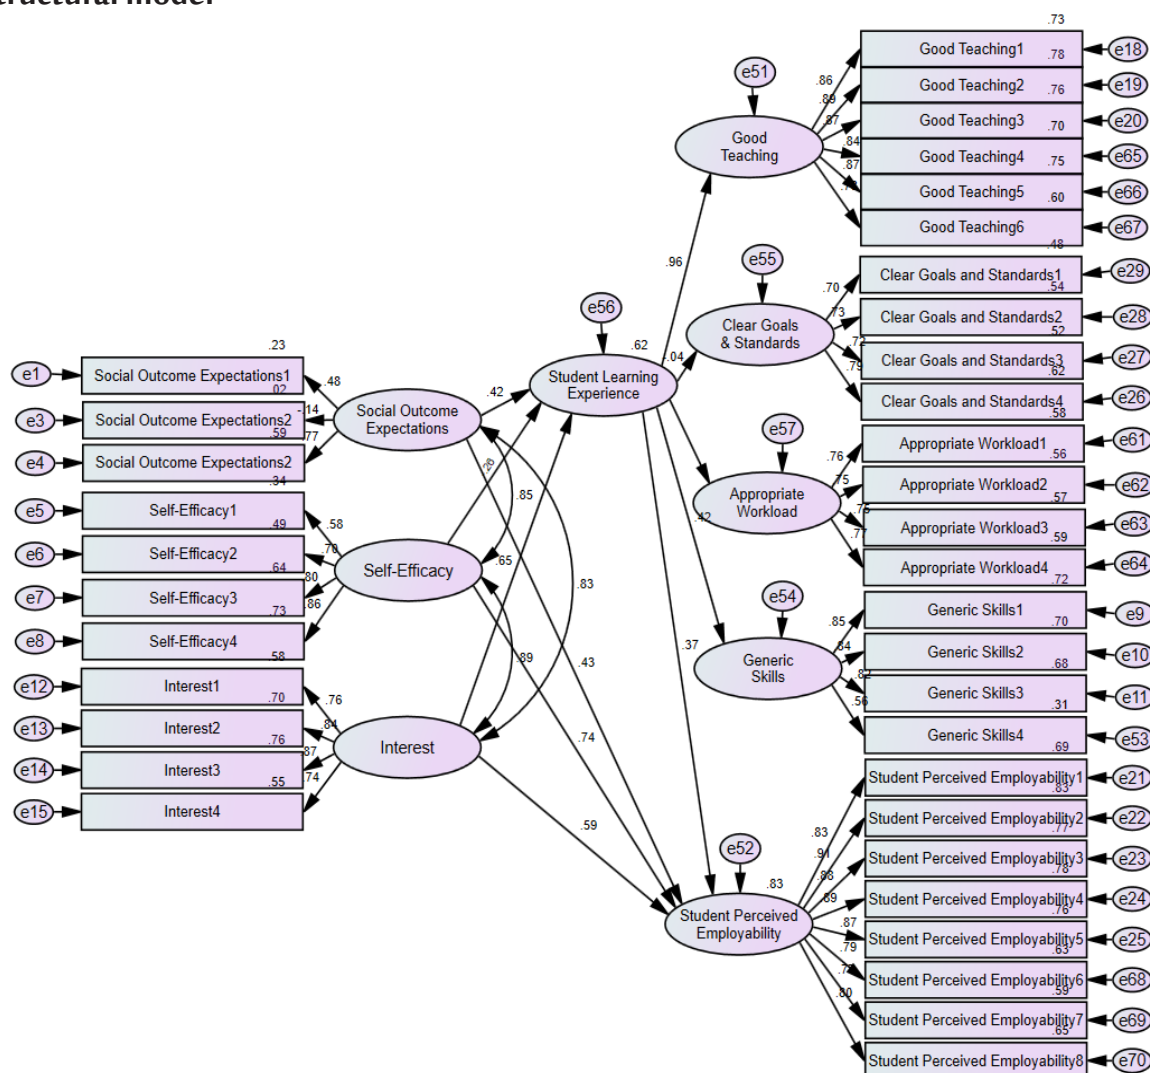 structural model
.73
e51
Good Teaching1
.78
e18
.86
Good Teaching2
.76
e19
.89
Good
Teaching
.87
Good Teaching3
.70
e20
.84
Good Teaching4
.75
e65
.87
Good Teaching5
.60
e66
Good Teaching6
.48
e67
.96
e55
Clear Goals and Standards1
.54
e29
.70
Clear Goals
& Standards
.73
Clear Goals and Standards2
.52
e28
.72
Clear Goals and Standards3
.62
e27
.79
Clear Goals and Standards4
.58
e26
e56
.62
-.04
Student Learning
Experience
.23
e1
Social Outcome Expectations1
.02
.48
e3
Social Outcome Expectations2
.59
-.14
e4
Social Outcome Expectations2
.34
.77
Social Outcome
Expectations
.42
.20
.85
e57
Appropriate Workload1
.56
e61
.76
Appropriate
Workload
.75
Appropriate Workload2
.57
e62
.75
Appropriate Workload3
.59
e63
.77
Appropriate Workload4
.72
e64
.42
e5
Self-Efficacy1
.49
.58
e6
Self-Efficacy2
.64
.70
e7
Self-Efficacy3
.73
.80
e8
Self-Efficacy4
.58
.86
Self-Efficacy
.65
.83
.89
.43
.37
.74
e54
Generic Skills1
.70
e9
.85
Generic
Skills
.84
Generic Skills2
.68
e10
.82
Generic Skills3
.31
e11
.56
Generic Skills4
.69
e53
e12
Interest1
.70
.76
e13
Interest2
.76
.84
e14
Interest3
.55
.87
e15
Interest4
.74
Interest
.59
e52
.83
Student Perceived
Employability
Student Perceived Employability1
.83
e21
.83
Student Perceived Employability2
.77
e22
.91
Student Perceived Employability3
.78
e23
.88
Student Perceived Employability4
.76
e24
.89
Student Perceived Employability5
.63
e25
.87
Student Perceived Employability6
.59
e68
.79
Student Perceived Employability7
.65
e69
.80
Student Perceived Employability8
e70